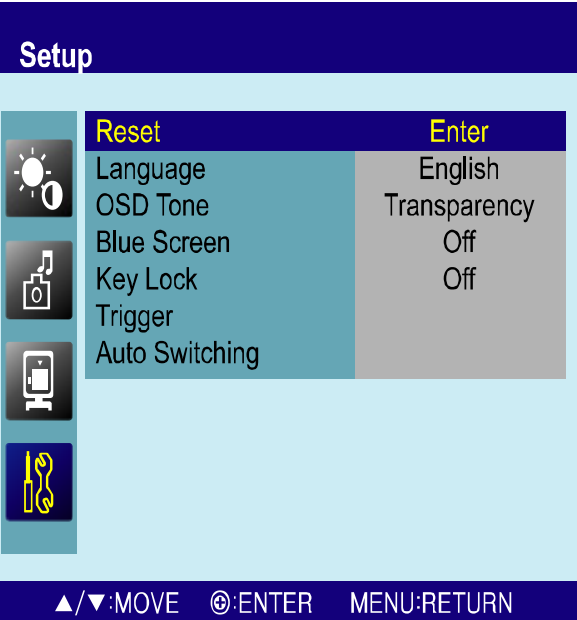 Setup
Reset Enter
Language English
OSD Tone Transparency
Blue Screen Off
Key Lock Off
Trigger
Auto Switching
▲/▼:MOVE ⊕:ENTER MENU:RETURN